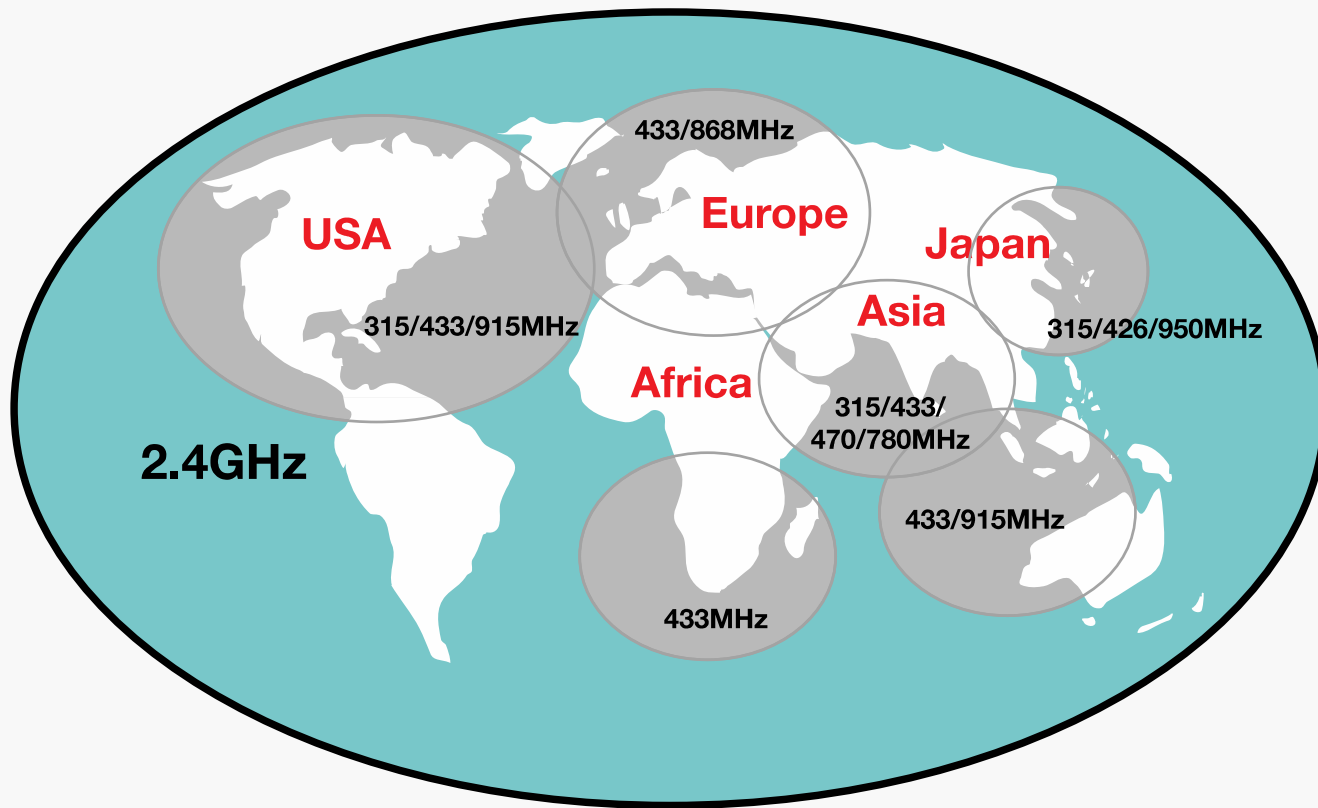 433/868MHz
USA
Europe
Japan
315/433/915MHz
Asia
315/426/950MHz
Africa
315/433/
470/780MHz
2.4GHz
433/915MHz
433MHz